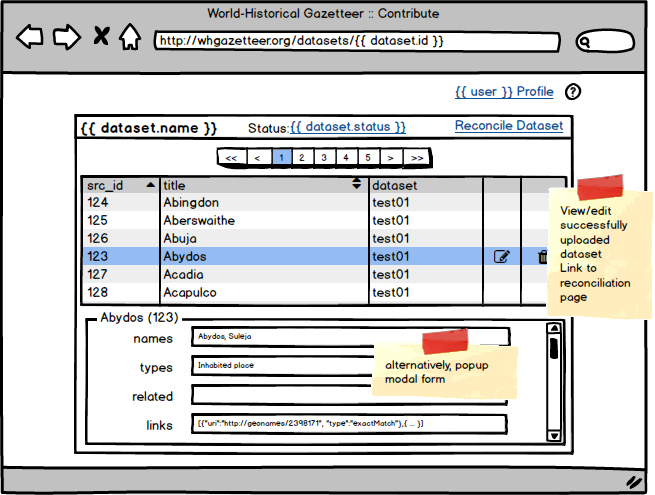 World-Historical Gazetteer :: Contribute
http://whgazetteer.org/datasets/{{ dataset.id }}
{{ user }} Profile ?
{{ dataset.name }} Status:{{ dataset.status }} Reconcile Dataset
<< < 1 2 3 4 5 > >>
src_id title dataset
124 Abingdon test01
125 Aberswaithe test01
126 Abuja test01
123 Abydos test01
127 Acadia test01
128 Acapulco test01
View/edit
successfully
uploaded
dataset
Link to
reconciliation
page
Abydos (123)
names Abydos, Suleja
types Inhabited place
related
links [{"uri":"http://geonames/2398171", "type":"exactMatch"},{ ... }]
alternatively, popup
modal form